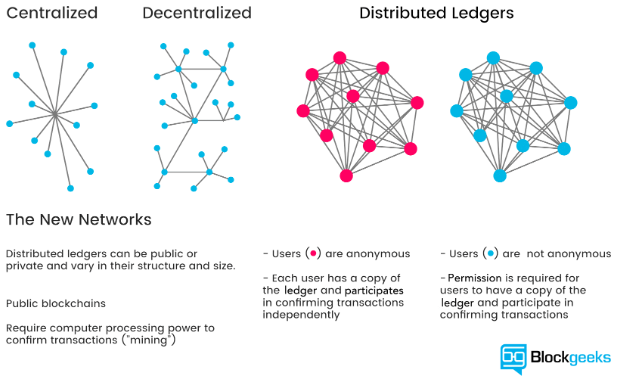 Centralized
Decentralized
Distributed Ledgers
The New Networks
Distributed ledgers can be public or
private and vary in their structure and size.
Public blockchains
Require computer processing power to
confirm transactions ("mining")
- Users (●) are anonymous
- Each user has a copy of
the ledger and participates
in confirming transactions
independently
- Users (●) are not anonymous
- Permission is required for
users to have a copy of the
ledger and participate in
confirming transactions
Blockgeeks